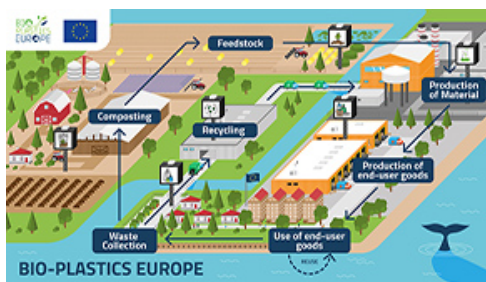 BIO
PLASTICS
EUROPE
Feedstock
Production
of Material
Composting
Recycling
Production of
end-user goods
Waste
Collection
Use of end-user
goods
REUSE
BIO-PLASTICS EUROPE